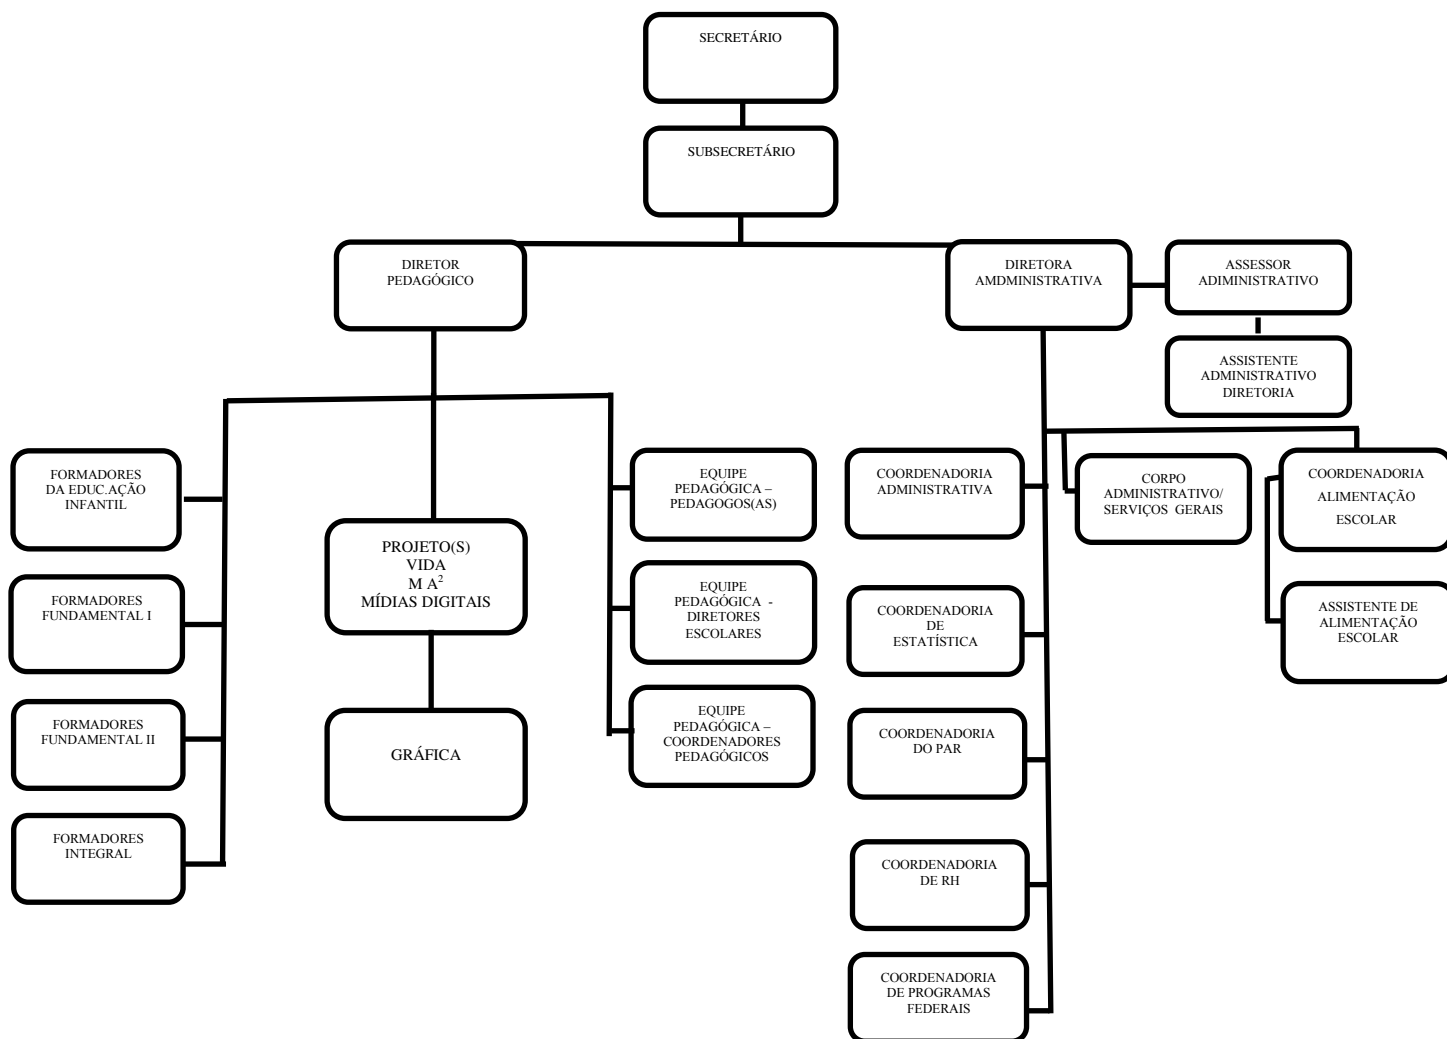 SECRETÁRIO
SUBSECRETÁRIO
DIRETOR
PEDAGÓGICO
DIRETORA
AMDMINISTRATIVA
ASSESSOR
ADIMINISTRATIVO
ASSISTENTE
ADMINISTRATIVO
DIRETORIA
FORMADORES
DA EDUC.AÇÃO
INFANTIL
FORMADORES
FUNDAMENTAL I
FORMADORES
FUNDAMENTAL II
FORMADORES
INTEGRAL
PROJETO(S)
VIDA
M A²
MÍDIAS DIGITAIS
GRÁFICA
EQUIPE
PEDAGÓGICA –
PEDAGOGOS(AS)
EQUIPE
PEDAGÓGICA -
DIRETORES
ESCOLARES
EQUIPE
PEDAGÓGICA –
COORDENADORES
PEDAGÓGICOS
COORDENADORIA
ADMINISTRATIVA
COORDENADORIA
DE
ESTATÍSTICA
COORDENADORIA
DO PAR
COORDENADORIA
DE RH
COORDENADORIA
DE PROGRAMAS
FEDERAIS
CORPO
ADMINISTRATIVO/
SERVIÇOS GERAIS
COORDENADORIA
ALIMENTAÇÃO
ESCOLAR
ASSISTENTE DE
ALIMENTAÇÃO
ESCOLAR